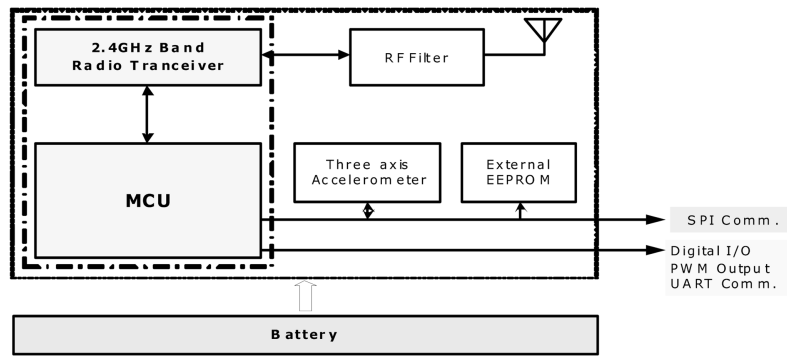 2.4GHz Band
Radio Tranceiver
RF Filter
MCU
Three axis
Accelerometer
External
EEPROM
SPI Comm.
Digital I/O
PWM Output
UART Comm.
Battery